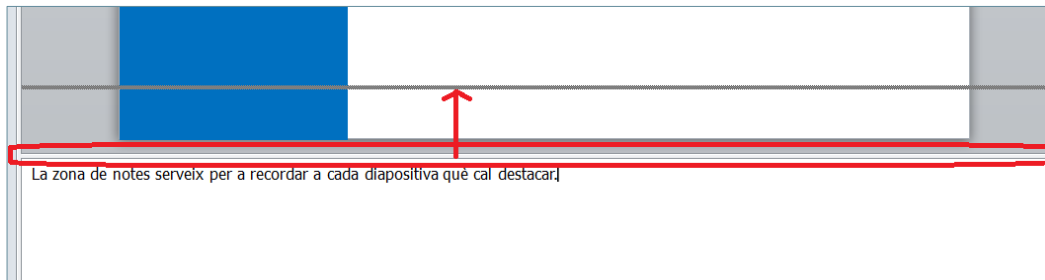 La zona de notes serveix per a recordar a cada diapositiva què cal destacar.